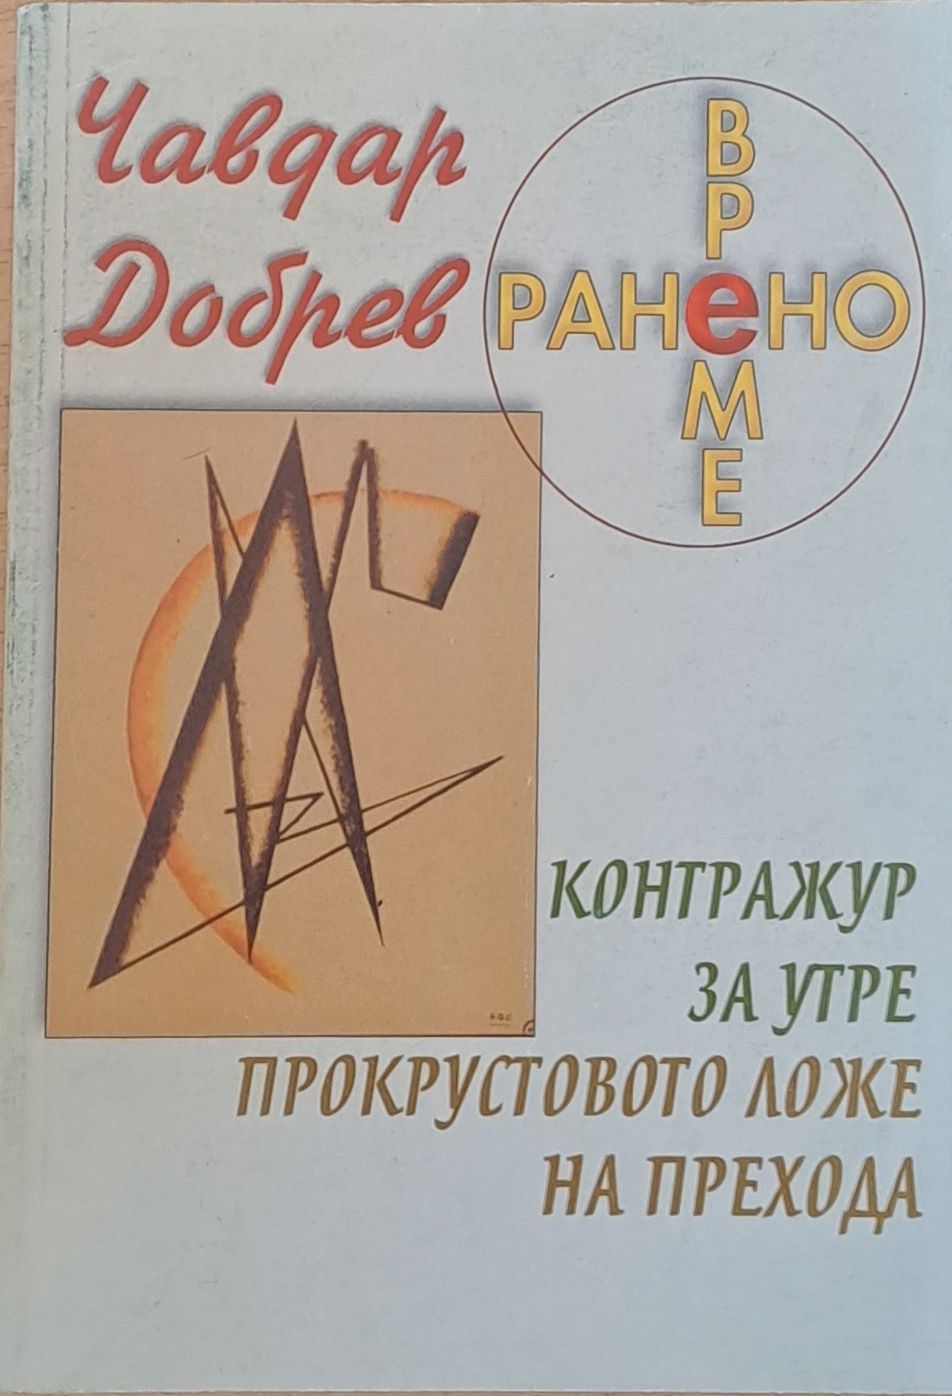 Чавдар
Добрев
РАНеНО
ВРеМЕ
КОНТРАЖУР
ЗА УТРЕ
ПРОКРУСТОВОТО ЛОЖЕ
НА ПРЕХОДА